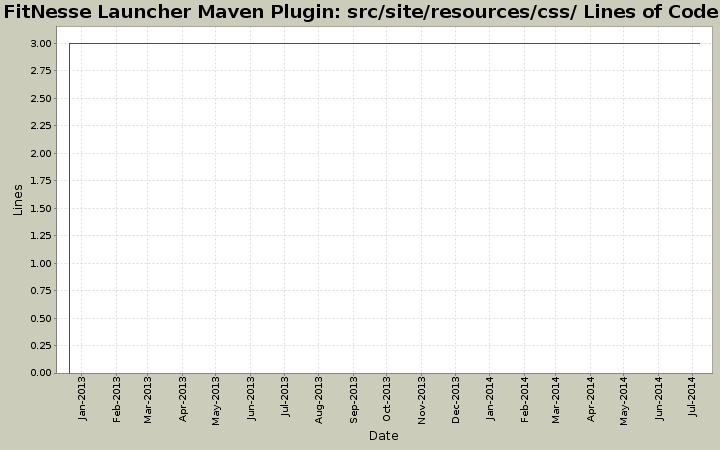 FitNesse Launcher Maven Plugin: src/site/resources/css/ Lines of Code
3.00
2.75
2.50
2.25
2.00
1.75
1.50
1.25
1.00
0.75
0.50
0.25
0.00
Lines
Jan-2013
Feb-2013
Mar-2013
Apr-2013
May-2013
Jun-2013
Jul-2013
Aug-2013
Sep-2013
Oct-2013
Nov-2013
Dec-2013
Jan-2014
Feb-2014
Mar-2014
Apr-2014
May-2014
Jun-2014
Jul-2014
Date